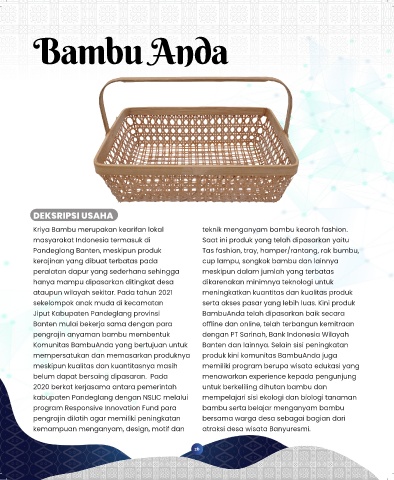 Bambu Anda
DEKSRIPSI USAHA
Kriya Bambu merupakan kearifan lokal
masyarakat Indonesia termasuk di
Pandeglang Banten, meskipun produk
kerajinan yang dibuat terbatas pada
peralatan dapur yang sederhana sehingga
hanya mampu dipasarkan ditingkat desa
ataupun wilayah sekitar. Pada tahun 2021
sekelompok anak muda di kecamatan
Jiput Kabupaten Pandeglang provinsi
Banten mulai bekerja sama dengan para
pengrajin anyaman bambu membentuk
Komunitas BambuAnda yang bertujuan untuk
mempersatukan dan memasarkan produknya
meskipun kualitas dan kuantitasnya masih
belum dapat bersaing dipasaran.  Pada
2020 berkat kerjasama antara pemerintah
kabupaten Pandeglang dengan NSLIC melalui
program Responsive Innovation Fund para
pengrajin dilatih agar memiliki peningkatan
kemampuan menganyam, design, motif dan
teknik menganyam bambu kearah fashion.
Saat ini produk yang telah dipasarkan yaitu
Tas fashion, tray, hamper/rantang, rak bumbu,
cup lampu, songkak bambu dan lainnya
meskipun dalam jumlah yang terbatas
dikarenakan minimnya teknologi untuk
meningkatkan kuantitas dan kualitas produk
serta akses pasar yang lebih luas. Kini produk
BambuAnda telah dipasarkan baik secara
offline dan online, telah terbangun kemitraan
dengan PT Sarinah, Bank Indonesia Wilayah
Banten dan lainnya. Selain sisi peningkatan
produk kini komunitas BambuAnda juga
memiliki program berupa wisata edukasi yang
menawarkan experience kepada pengunjung
untuk berkeliling dihutan bambu dan
mempelajari sisi ekologi dan biologi tanaman
bambu serta belajar menganyam bambu
bersama warga desa sebagai bagian dari
atraksi desa wisata Banyuresmi.